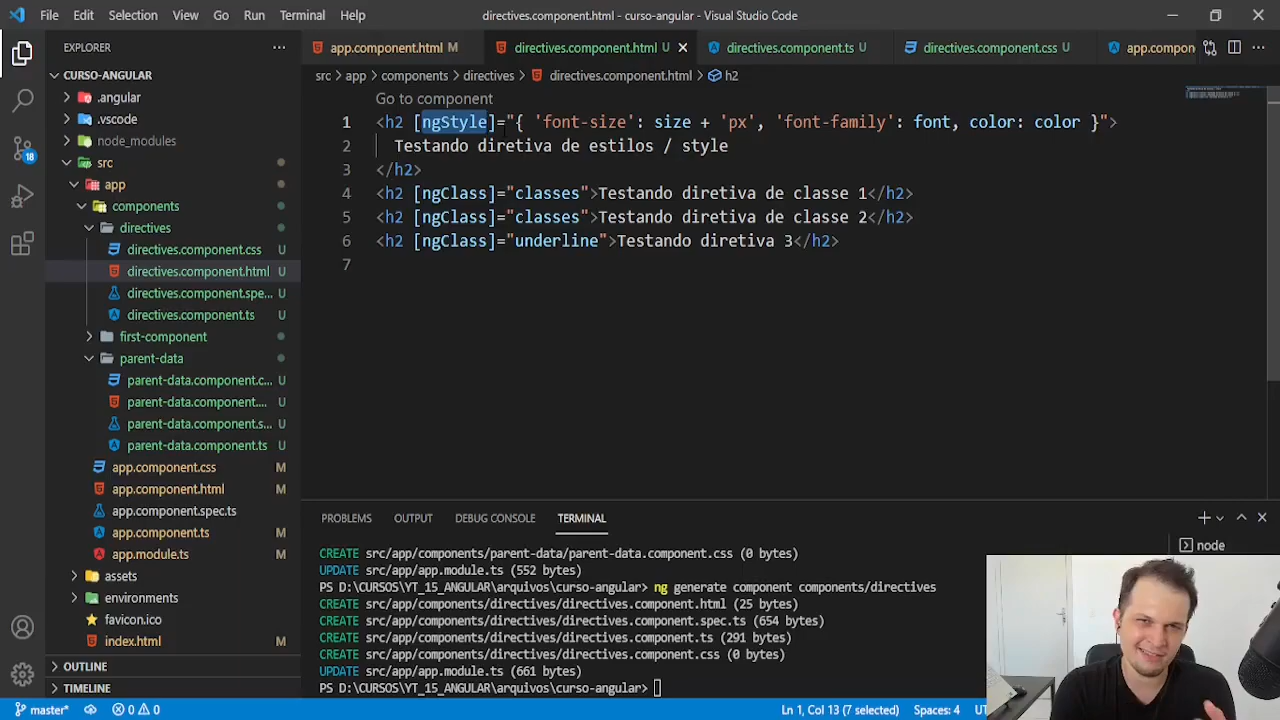 File Edit Selection View Go Run Terminal Help
directives.component.html - curso-angular - Visual Studio Code
EXPLORER
app.component.html M
directives.component.html U
directives.component.ts U
directives.component.css U
app.compon
CURSO-ANGULAR
src > app > components > directives > directives.component.html > h2
.angular
.vscode
node_modules
src
app
components
directives
directives.component.css U
directives.component.html U
directives.component.spe... U
directives.component.ts U
first-component
parent-data
parent-data.component.c... U
parent-data.component.... U
parent-data.component.s... U
parent-data.component.ts U
app.component.css M
app.component.html M
app.component.spec.ts
app.component.ts M
app.module.ts M
assets
environments
favicon.ico
index.html M
OUTLINE
TIMELINE
18
Go to component
1 <h2 [ngStyle]="{ 'font-size': size + 'px', 'font-family': font, color: color }">
2 Testando diretiva de estilos / style
3 </h2>
4 <h2 [ngClass]="classes">Testando diretiva de classe 1</h2>
5 <h2 [ngClass]="classes">Testando diretiva de classe 2</h2>
6 <h2 [ngClass]="underline">Testando diretiva 3</h2>
7
PROBLEMS OUTPUT DEBUG CONSOLE TERMINAL
node
CREATE src/app/components/parent-data/parent-data.component.css (0 bytes)
UPDATE src/app/app.module.ts (552 bytes)
PS D:\CURSOS\YT_15_ANGULAR\arquivos\curso-angular> ng generate component components/directives
CREATE src/app/components/directives/directives.component.html (25 bytes)
CREATE src/app/components/directives/directives.component.spec.ts (654 bytes)
CREATE src/app/components/directives/directives.component.ts (291 bytes)
CREATE src/app/components/directives/directives.component.css (0 bytes)
UPDATE src/app/app.module.ts (661 bytes)
PS D:\CURSOS\YT_15_ANGULAR\arquivos\curso-angular>
master* 0 0 Ln 1, Col 13 (7 selected) Spaces: 4 UT